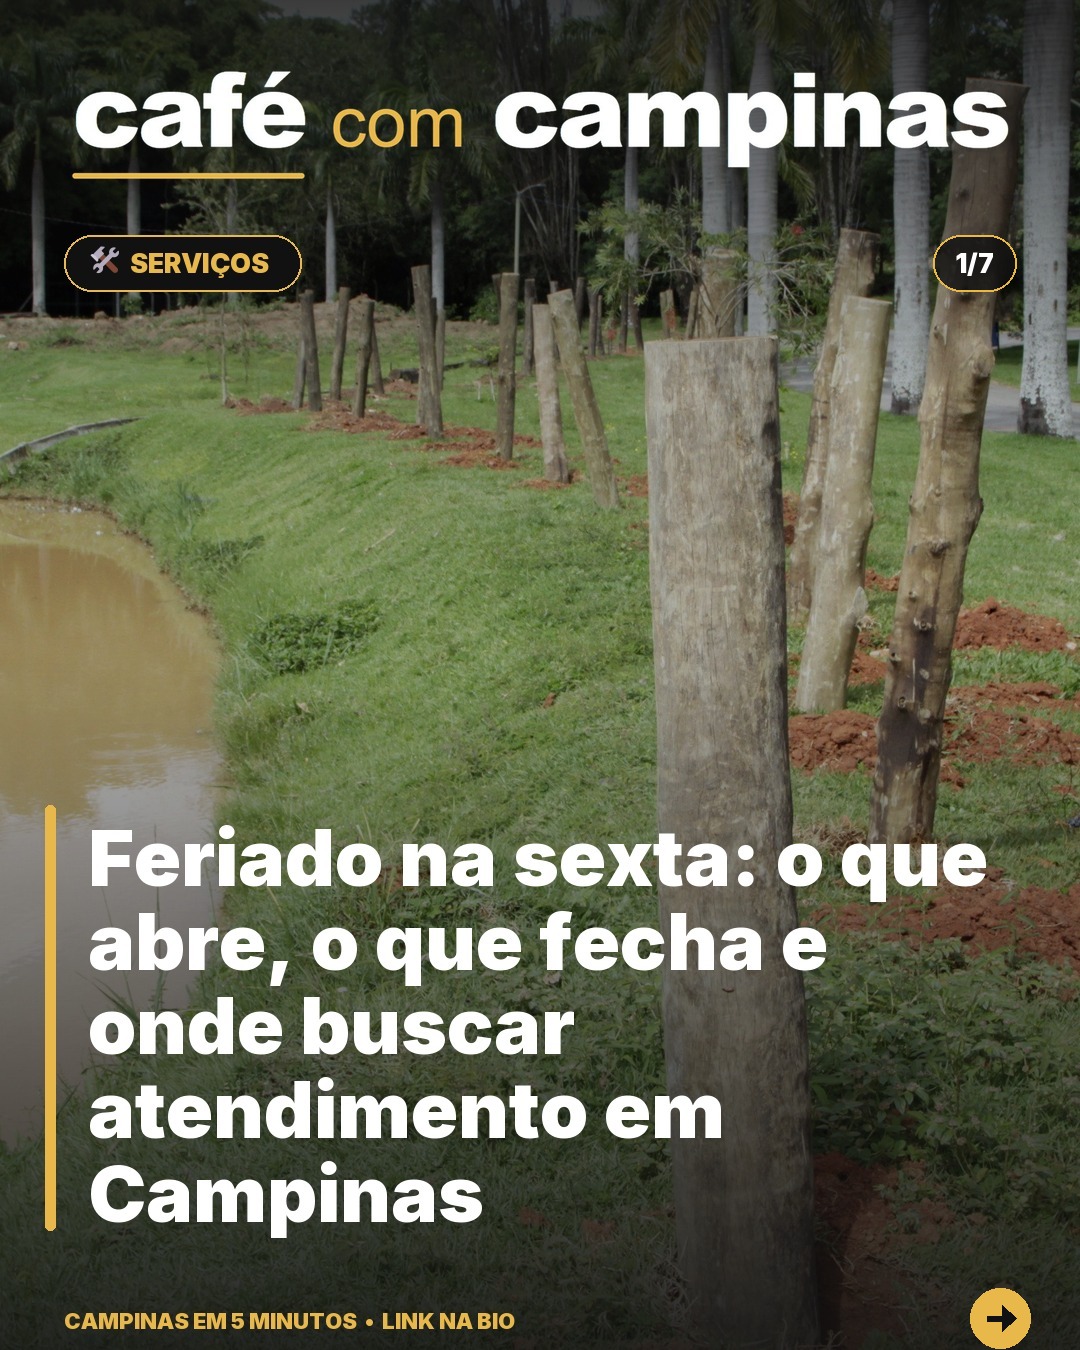 café com campinas
SERVIÇOS
1/7
Feriado na sexta: o que
abre, o que fecha e
onde buscar
atendimento em
Campinas
CAMPINAS EM 5 MINUTOS • LINK NA BIO